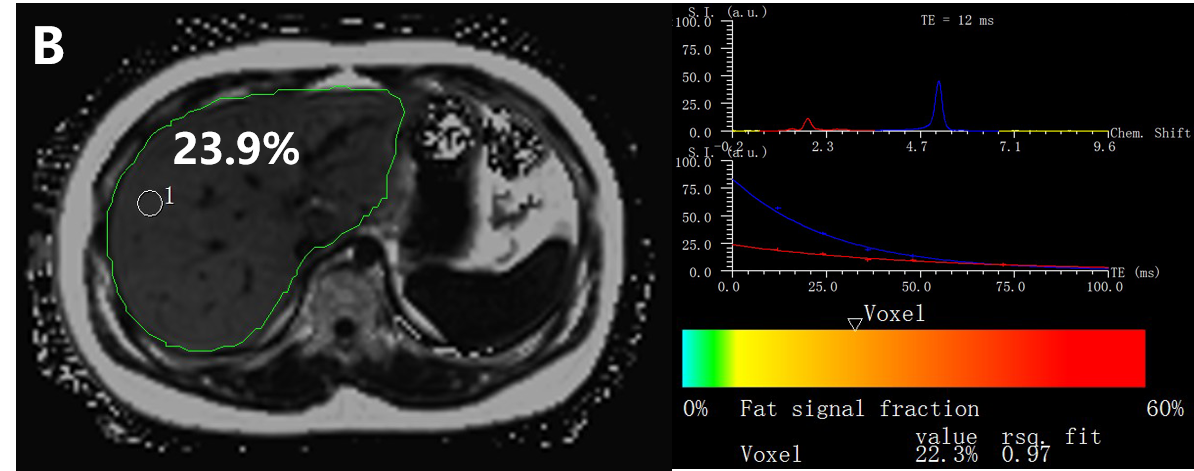 B
23.9%
1
S.I. (a.u.)
TE = 12 ms
100.0
75.0
50.0
25.0
0.0
-0.2 2.3 4.7 7.1 9.6
Chem. Shift
S.I. (a.u.)
100.0
75.0
50.0
25.0
0.0
0.0 25.0 50.0 75.0 100.0
TE (ms)
Voxel
0% Fat signal fraction 60%
value rsq. fit
Voxel 22.3% 0.97